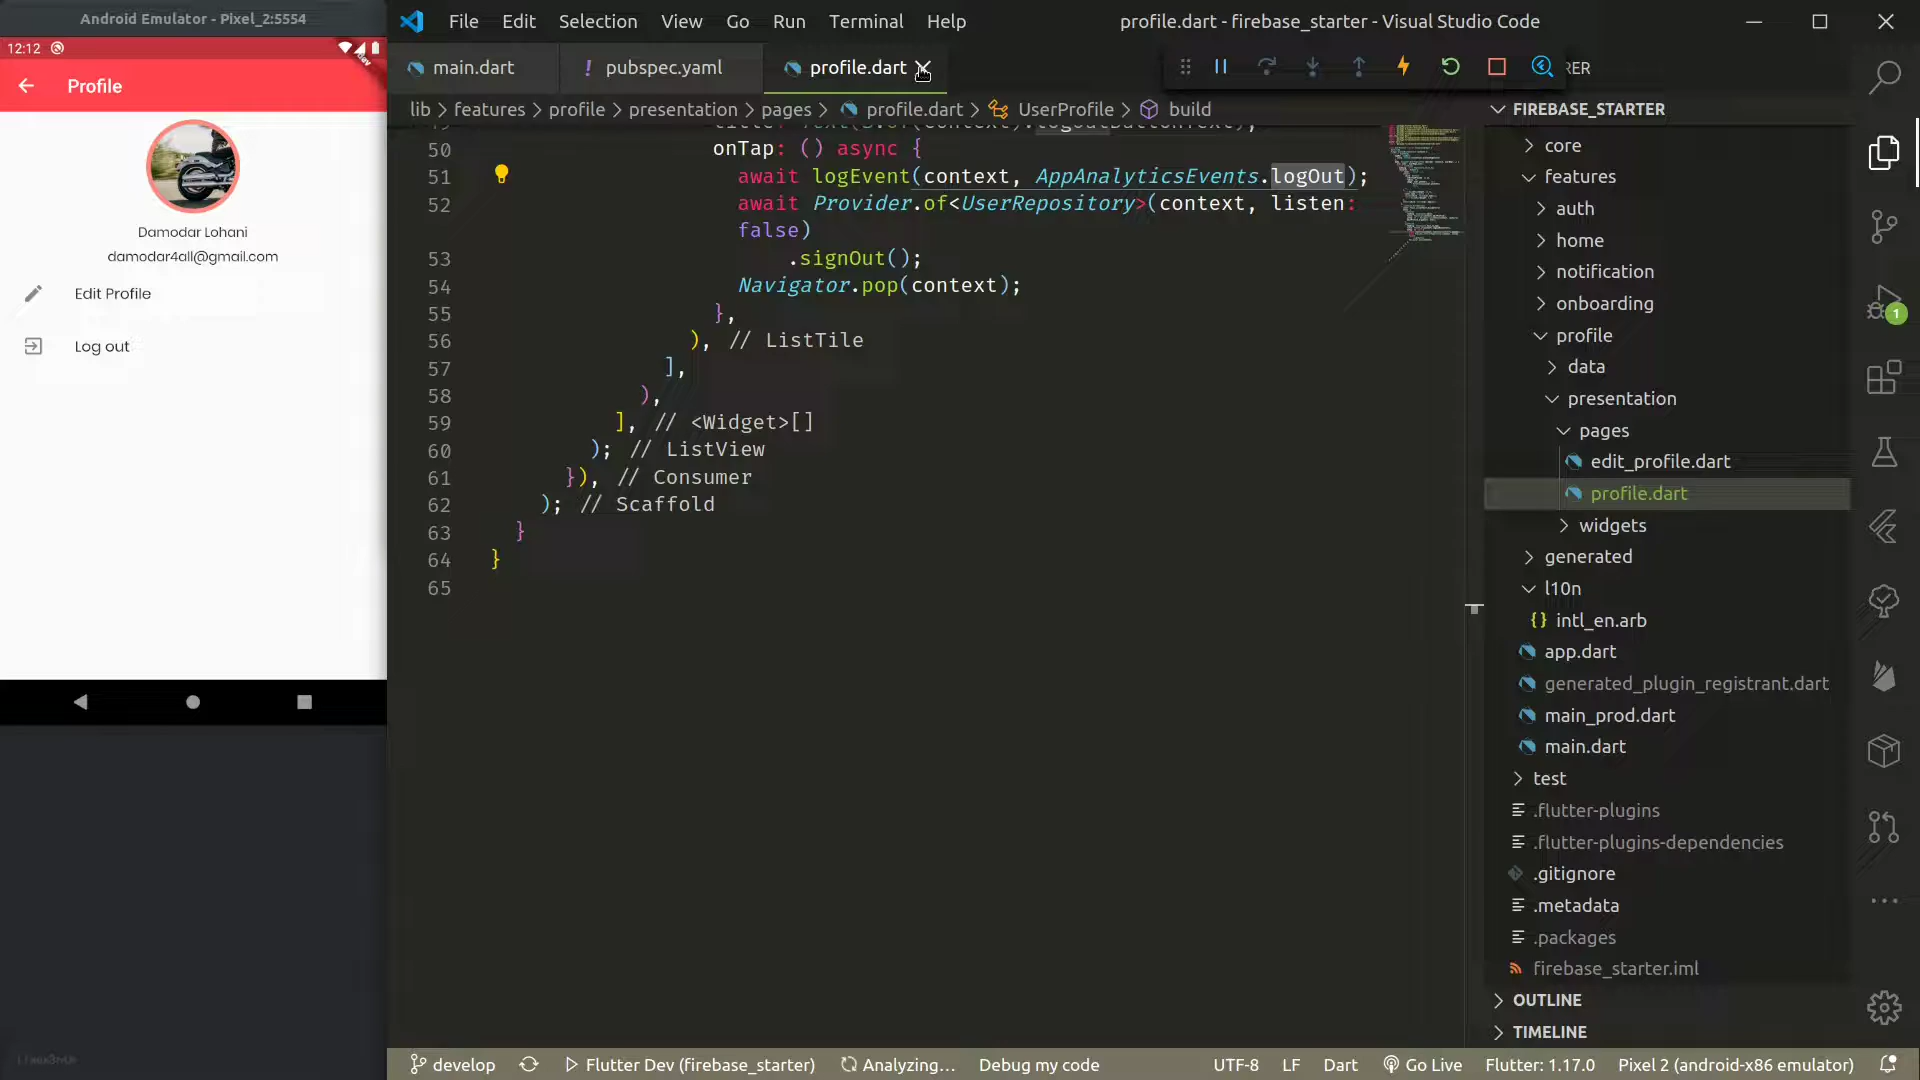 Android Emulator - Pixel_2:5554
12:12
Profile
Damodar Lohani
damodar4all@gmail.com
Edit Profile
Log out
File Edit Selection View Go Run Terminal Help
profile.dart - firebase_starter - Visual Studio Code
main.dart
! pubspec.yaml
profile.dart
RER
lib > features > profile > presentation > pages > profile.dart > UserProfile > build
50 onTap: () async {
51 await logEvent(context, AppAnalyticsEvents.logOut);
52 await Provider.of<UserRepository>(context, listen:
false)
53 .signOut();
54 Navigator.pop(context);
55 },
56 ), // ListTile
57 ],
58 ),
59 ], // <Widget>[]
60 ); // ListView
61 }), // Consumer
62 ); // Scaffold
63 }
64 }
65
FIREBASE_STARTER
core
features
auth
home
notification
onboarding
profile
data
presentation
pages
edit_profile.dart
profile.dart
widgets
generated
l10n
{} intl_en.arb
app.dart
generated_plugin_registrant.dart
main_prod.dart
main.dart
test
.flutter-plugins
.flutter-plugins-dependencies
.gitignore
.metadata
.packages
firebase_starter.iml
OUTLINE
TIMELINE
1
develop
Flutter Dev (firebase_starter)
Analyzing...
Debug my code
UTF-8
LF
Dart
Go Live
Flutter: 1.17.0
Pixel 2 (android-x86 emulator)